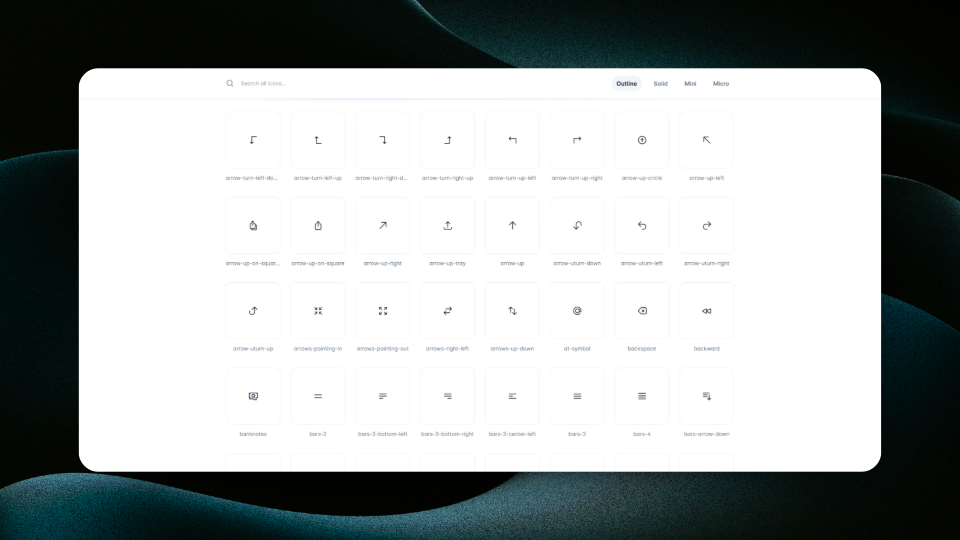 Search all icons...
Outline Solid Mini Micro
arrow-turn-left-do... arrow-turn-left-up arrow-turn-right-d... arrow-turn-right-up arrow-turn-up-left arrow-turn-up-right arrow-up-circle arrow-up-left
arrow-up-on-squar... arrow-up-on-square arrow-up-right arrow-up-tray arrow-up arrow-uturn-down arrow-uturn-left arrow-uturn-right
arrow-uturn-up arrows-pointing-in arrows-pointing-out arrows-right-left arrows-up-down at-symbol backspace backward
banknotes bars-2 bars-3-bottom-left bars-3-bottom-right bars-3-center-left bars-3 bars-4 bars-arrow-down